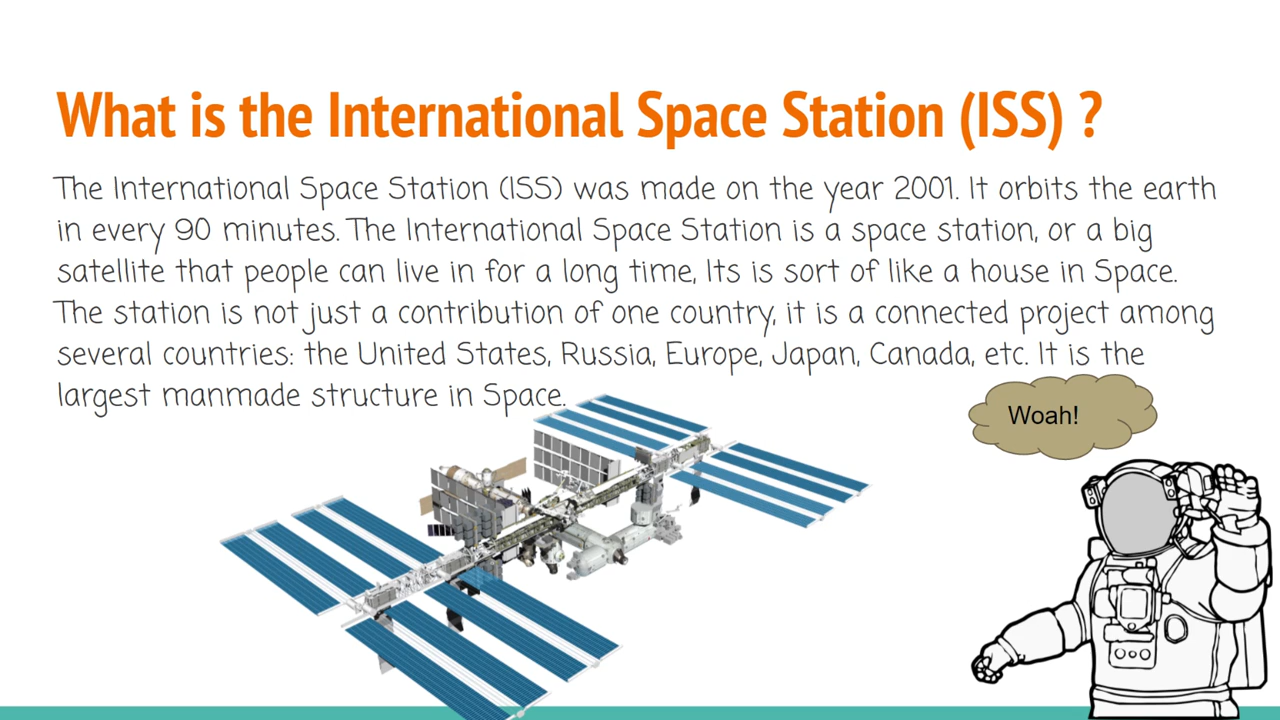 What is the International Space Station (ISS) ?
The International Space Station (ISS) was made on the year 2001. It orbits the earth
in every 90 minutes. The International Space Station is a space station, or a big
satellite that people can live in for a long time, Its is sort of like a house in Space.
The station is not just a contribution of one country, it is a connected project among
several countries: the United States, Russia, Europe, Japan, Canada, etc. It is the
largest manmade structure in Space.
Woah!